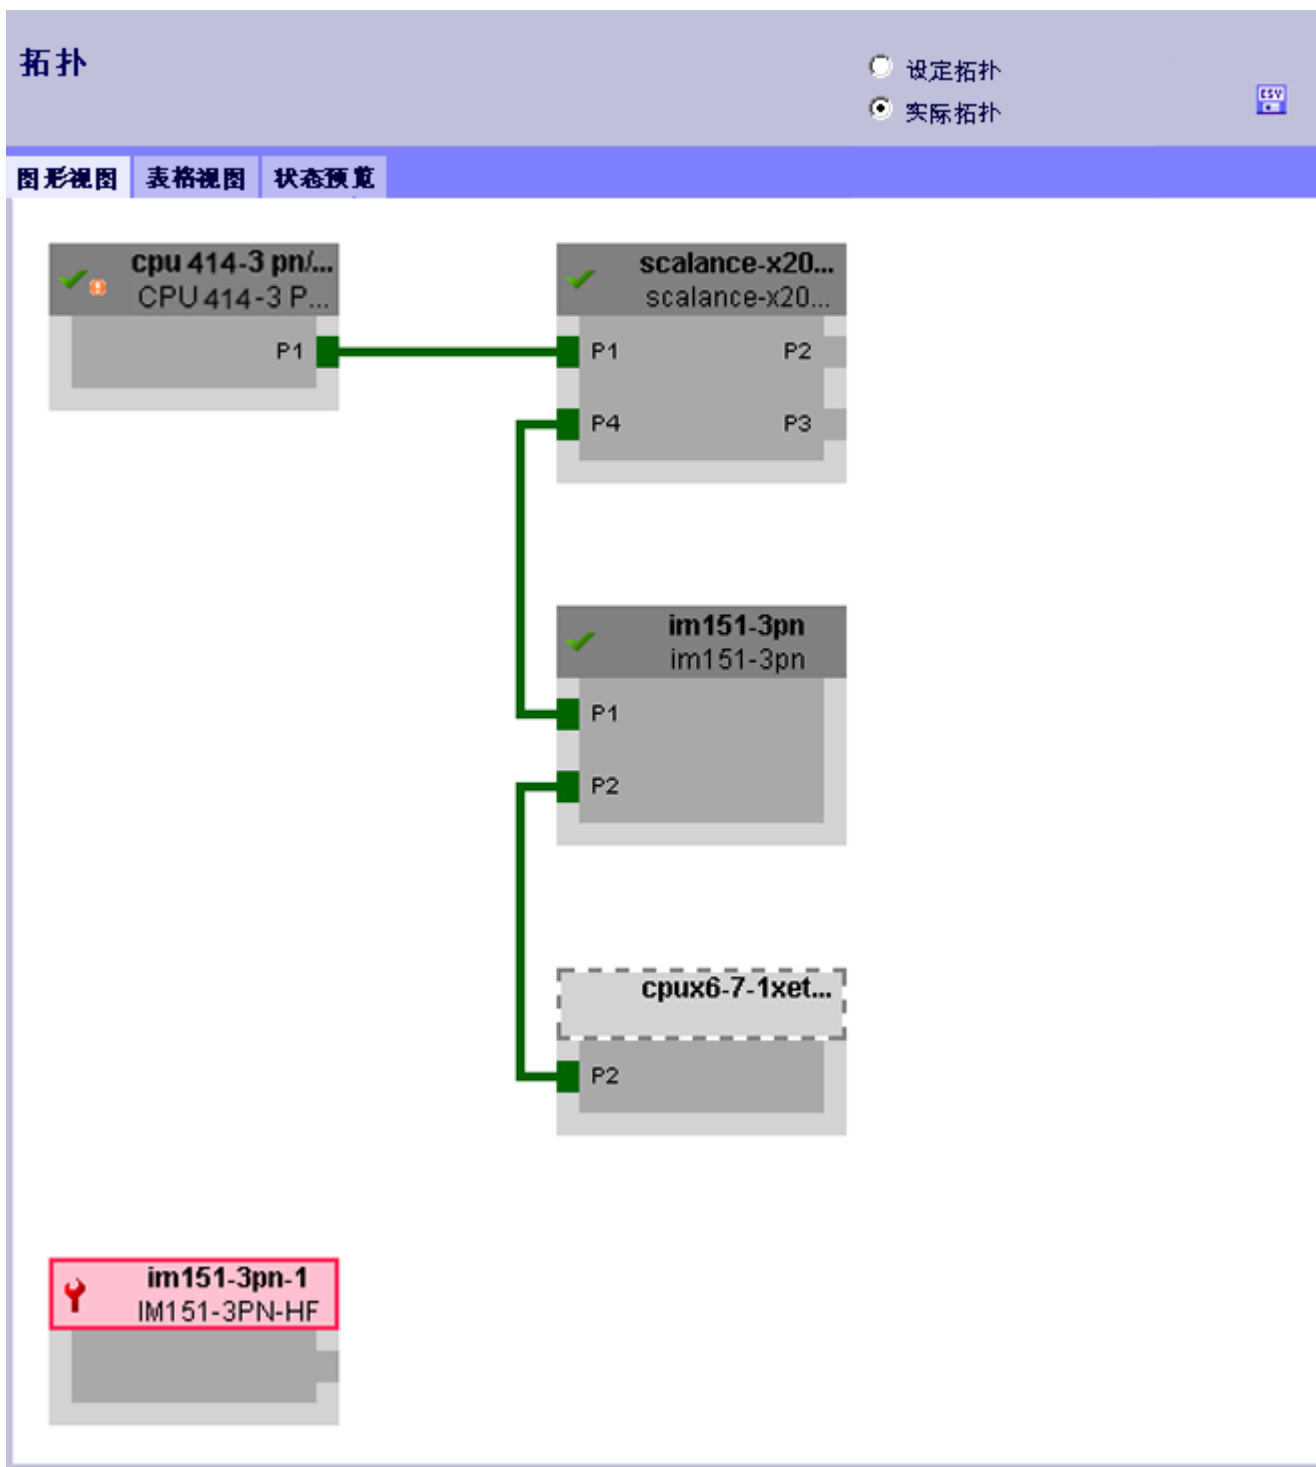 拓扑
设定拓扑
实际拓扑
CSV
图形视图 表格视图 状态预览
cpu 414-3 pn/...
CPU 414-3 P...
P1
scalance-x20...
scalance-x20...
P1 P2
P4 P3
im151-3pn
im151-3pn
P1
P2
cpux6-7-1xet...
P2
im151-3pn-1
IM151-3PN-HF